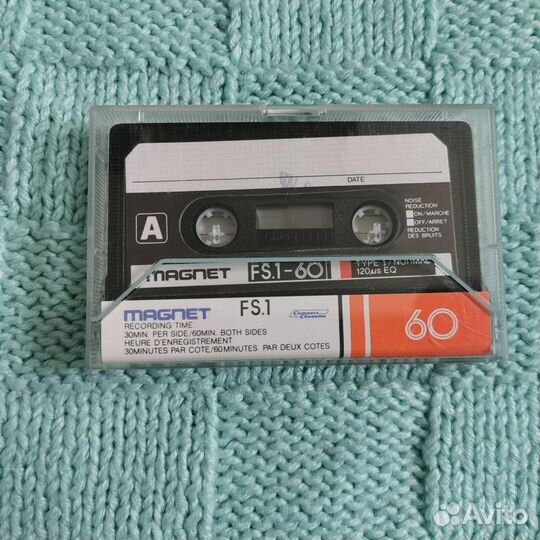 DATE
NOISE
REDUCTION
ON/MARCHE
OFF/ARRET
REDUCTION
DES BRUITS
A
MAGNET FS.1-60 TYPE I/NORMAL
120µs EQ
MAGNET FS.1 Compact Cassette 60
RECORDING TIME:
30MIN. PER SIDE/60MIN. BOTH SIDES
HEURE D'ENREGISTREMENT
30MINUTES PAR COTE/60MINUTES PAR DEUX COTES
Avito